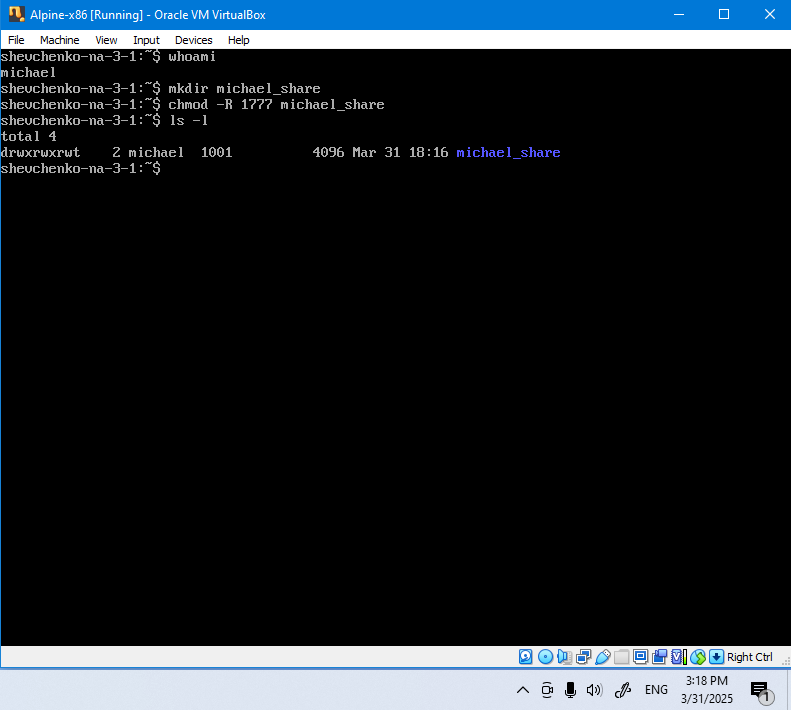 Alpine-x86 [Running] - Oracle VM VirtualBox
File Machine View Input Devices Help
shevchenko-na-3-1:~$ whoami
michael
shevchenko-na-3-1:~$ mkdir michael_share
shevchenko-na-3-1:~$ chmod -R 1777 michael_share
shevchenko-na-3-1:~$ ls -l
total 4
drwxrwxrwt    2 michael  1001          4096 Mar 31 18:16 michael_share
shevchenko-na-3-1:~$
Right Ctrl
ENG
3:18 PM
3/31/2025
1